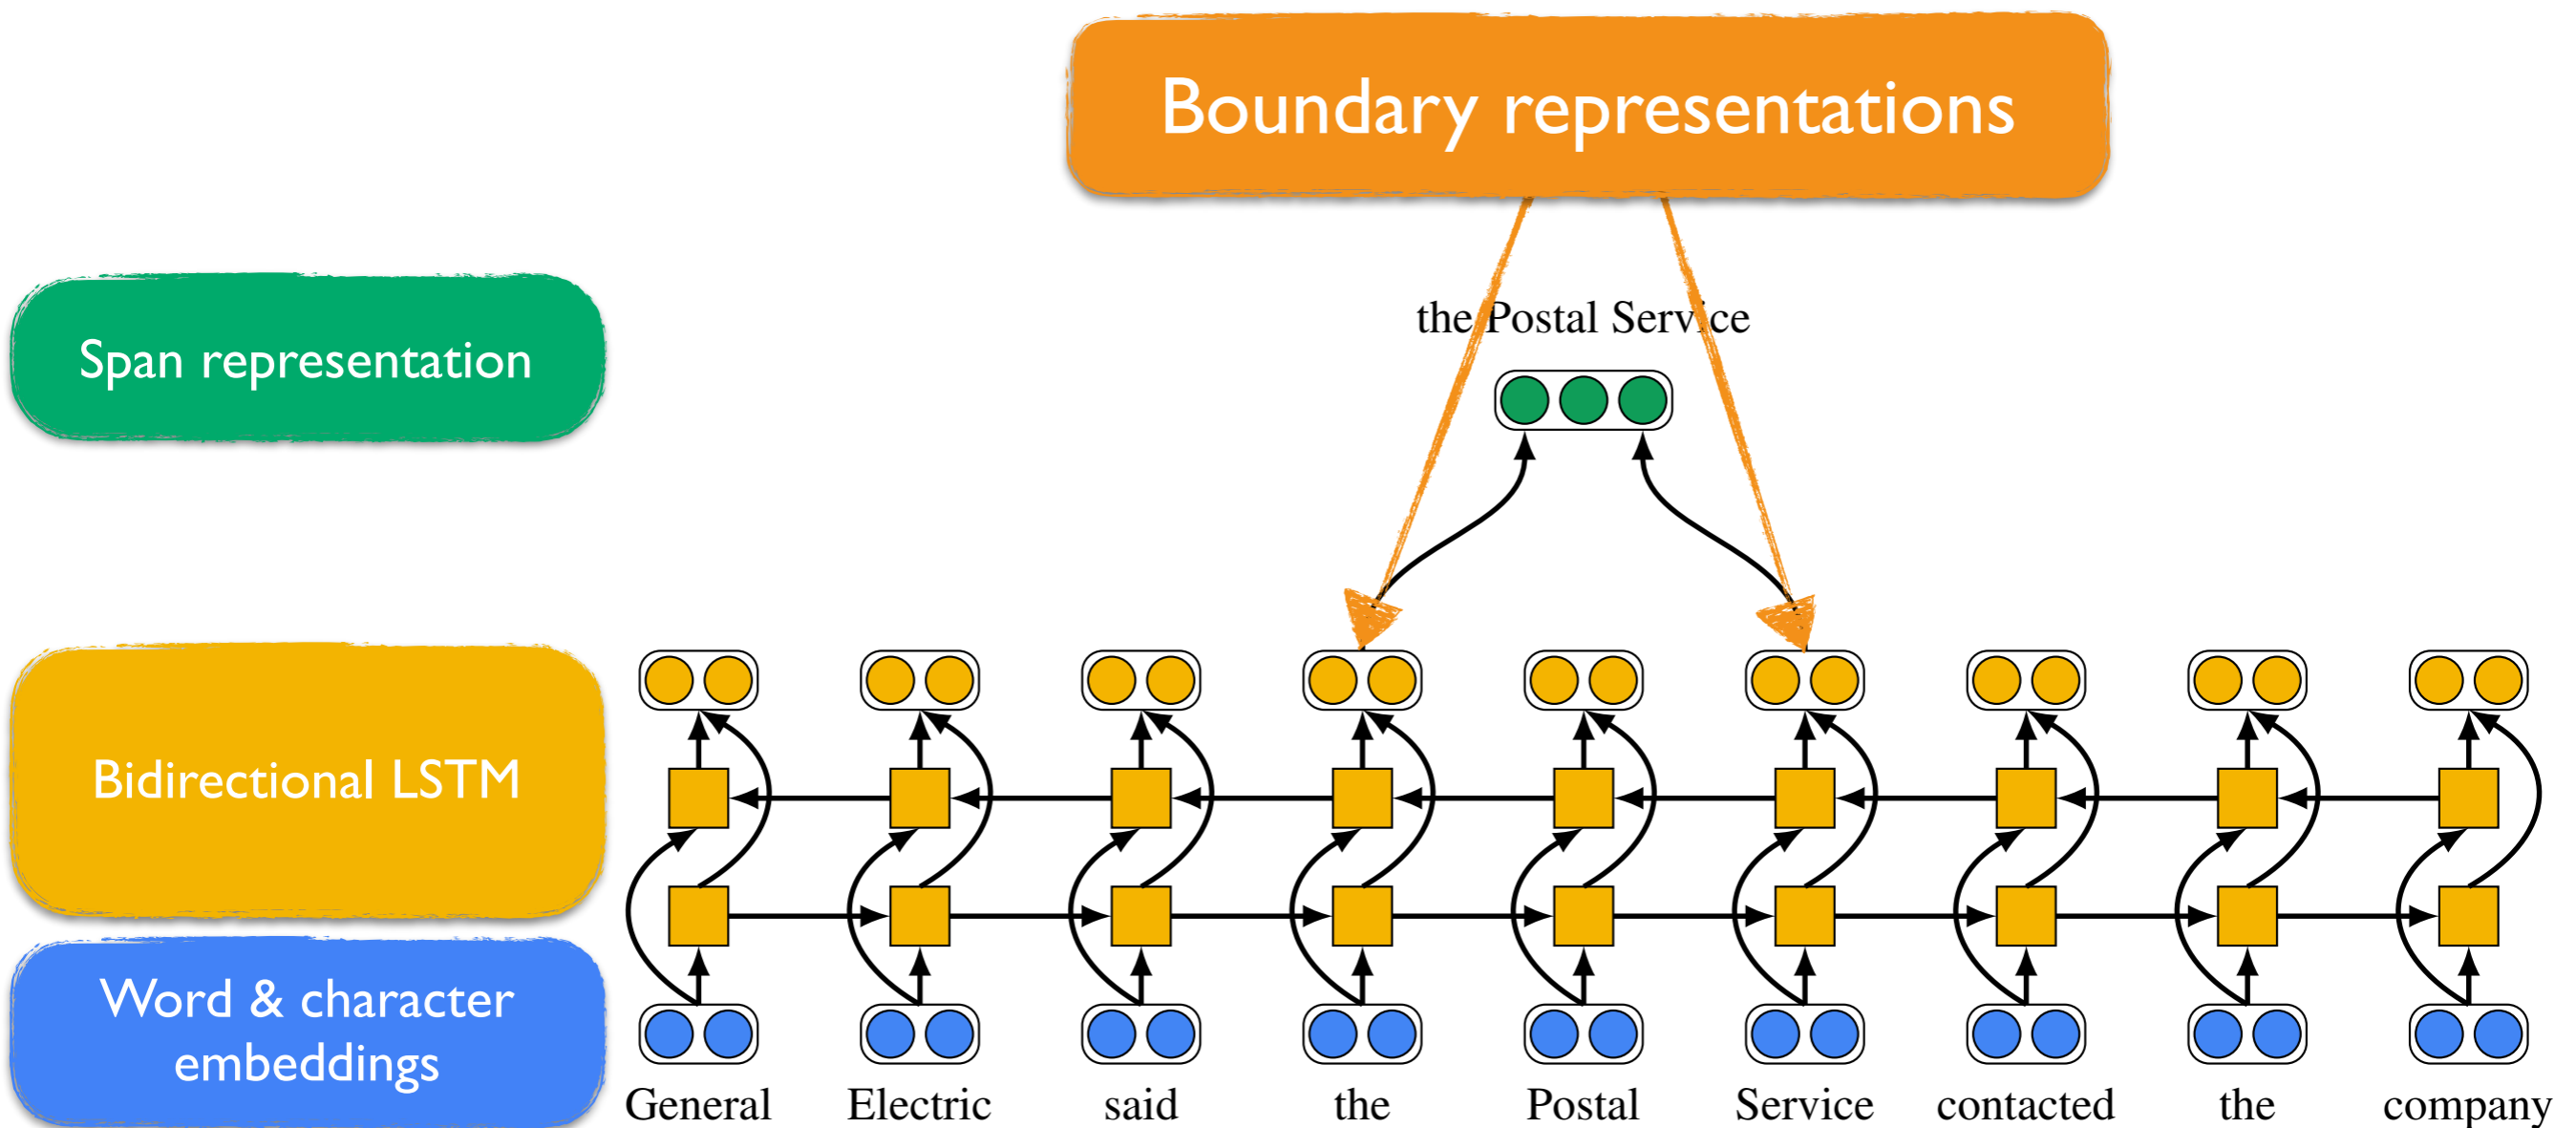 Boundary representations
the Postal Service
Span representation
Bidirectional LSTM
Word & character
embeddings
General Electric said the Postal Service contacted the company